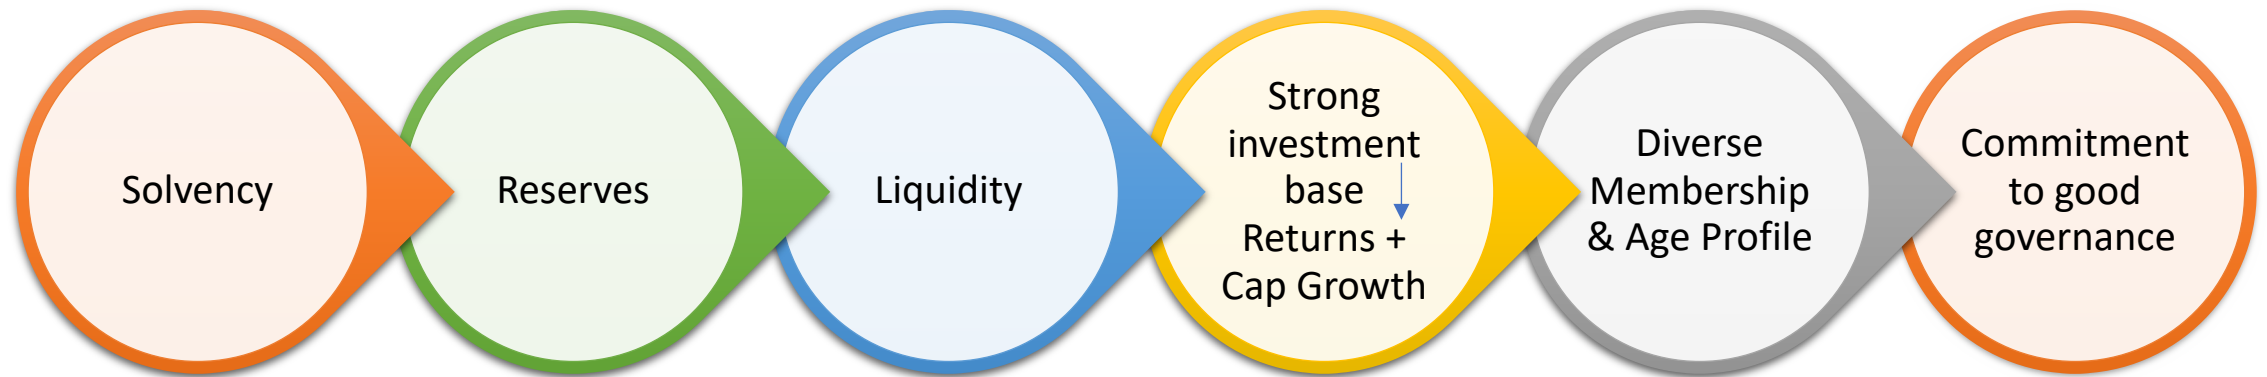 Solvency
Reserves
Liquidity
Strong
investment
base
Returns +
Cap Growth
Diverse
Membership
& Age Profile
Commitment
to good
governance